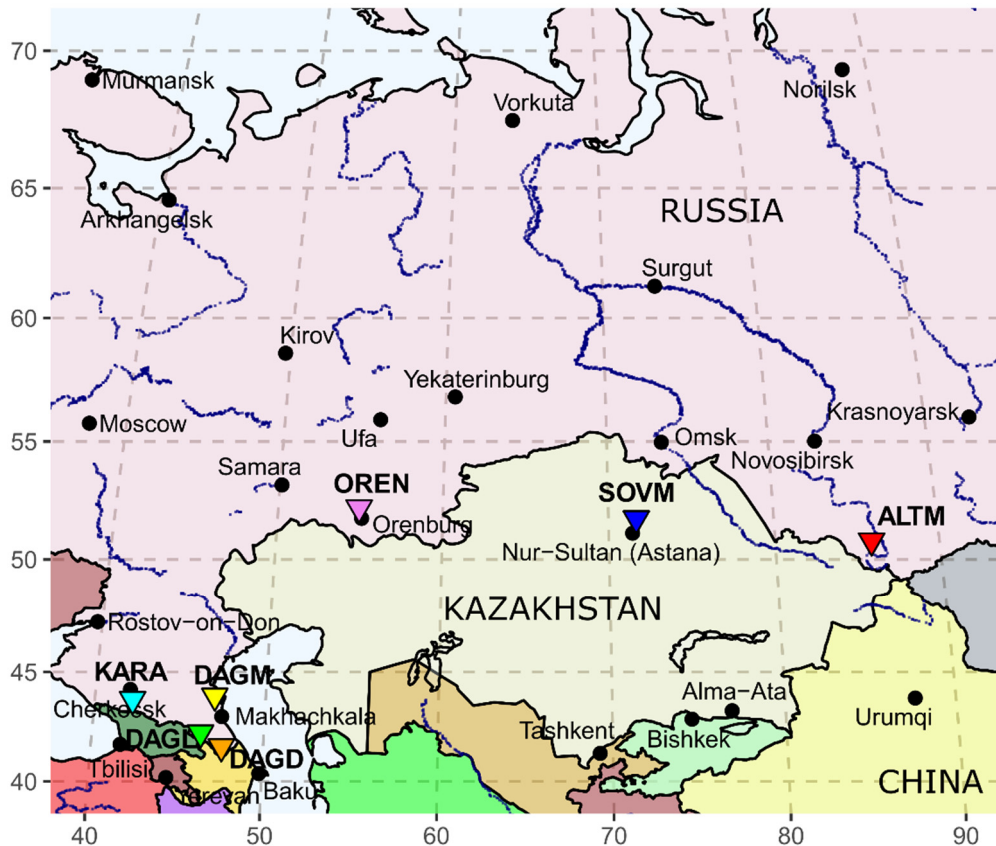 70
Murmansk
Norilsk
Vorkuta
65
Arkhangelsk
RUSSIA
Surgut
60
Kirov
Yekaterinburg
Krasnoyarsk
Moscow
Ufa
Omsk
55
Novosibirsk
Samara
OREN
SOVM
ALTM
Orenburg
Nur-Sultan (Astana)
50
KAZAKHSTAN
Rostov-on-Don
45
KARA
DAGM
Cherkessk
Makhachkala
Alma-Ata
Urumqi
Tashkent
Bishkek
DAGL
DAGD
Tbilisi
40
Yerevan
Baku
CHINA
40 50 60 70 80 90